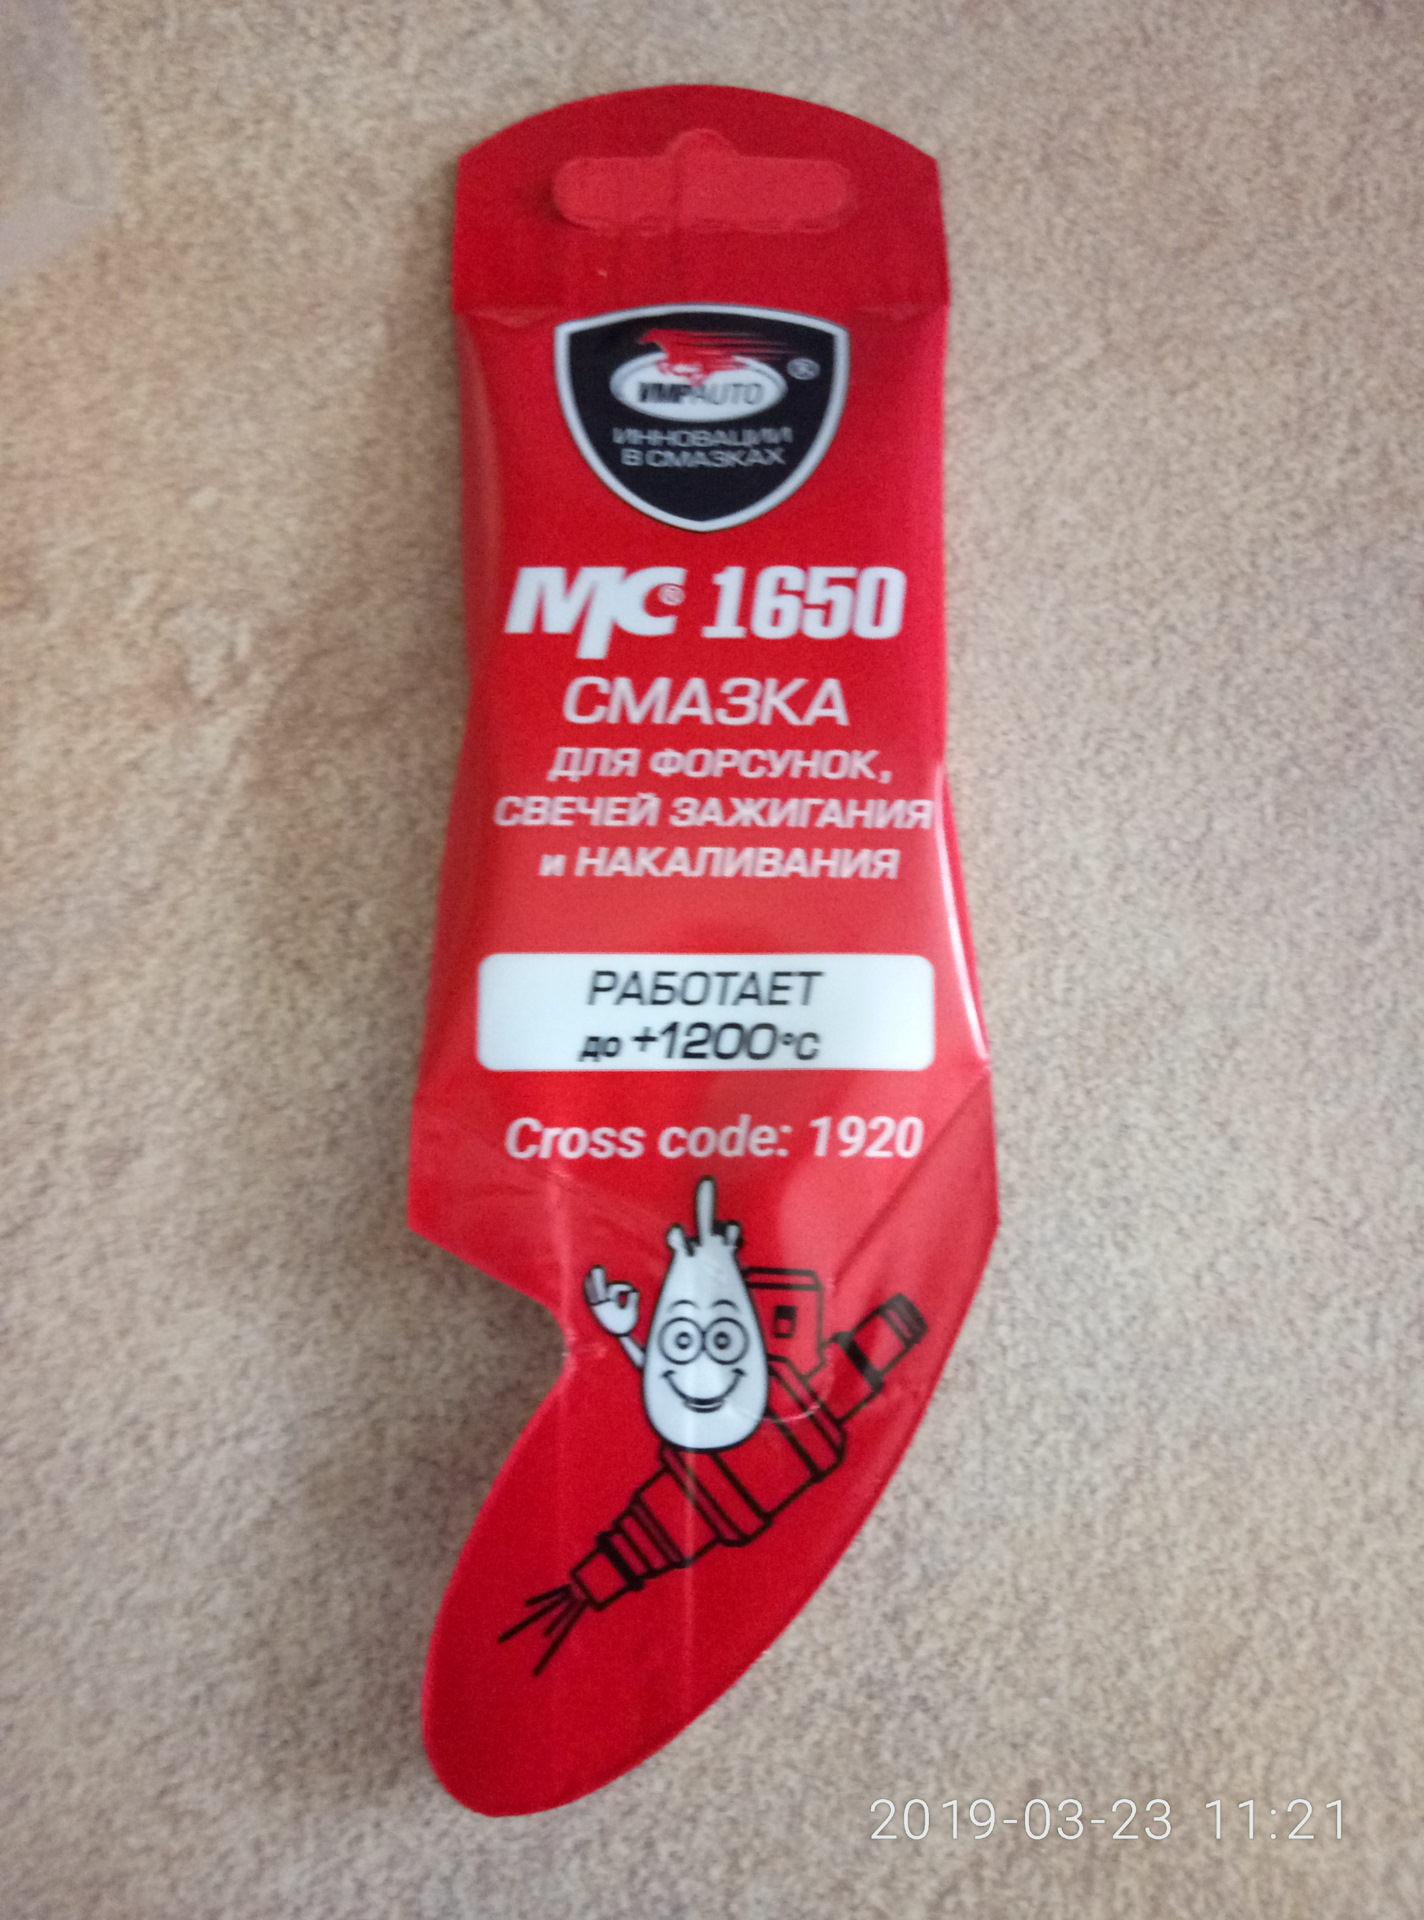 VMPAUTO ®
ИННОВАЦИИ
В СМАЗКАХ
МС® 1650
СМАЗКА
ДЛЯ ФОРСУНОК,
СВЕЧЕЙ ЗАЖИГАНИЯ
и НАКАЛИВАНИЯ
РАБОТАЕТ
до +1200°С
Cross code: 1920
2019-03-23 11:21